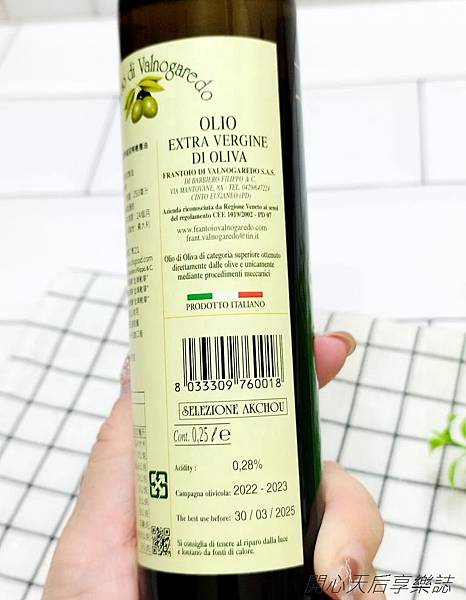 di Valnogaredo
OLIO
EXTRA VERGINE
DI OLIVA
FRANTOIO DI VALNOGAREDO S.A.S.
DI BARBIERO FILIPPO & C.
VIA MANTOVANE, 8A - TEL. 0429/647224
CINTO EUGANEO (PD)
Azienda riconosciuta da Regione Veneto ai sensi
del regolamento CEE 1019/2002 - PD 07
www.frantoiovalnogaredo.com
frant.valnogaredo@tin.it
Olio di Oliva di categoria superiore ottenuto
direttamente dalle olive e unicamente
mediante procedimenti meccanici
PRODOTTO ITALIANO
8 033309 760018
SELEZIONE AKCHOU
Cont. 0,25 l e
Acidity : 0,28%
Campagna olivicola: 2022 - 2023
The best use before: 30 / 03 / 2025
Si consiglia di tenere al riparo dalla luce
e lontano da fonti di calore.
開心天后享樂誌